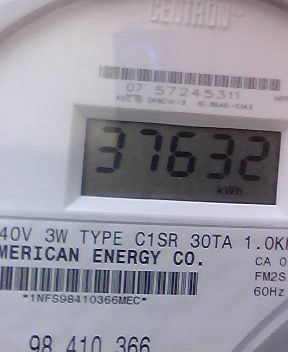 CENTRON
07 57245311
37632
kWh
40V 3W TYPE C1SR 30TA 1.0K
MERICAN ENERGY CO.
CA 0
FM2S
*1NFS98410366MEC*
60Hz
98 410 366